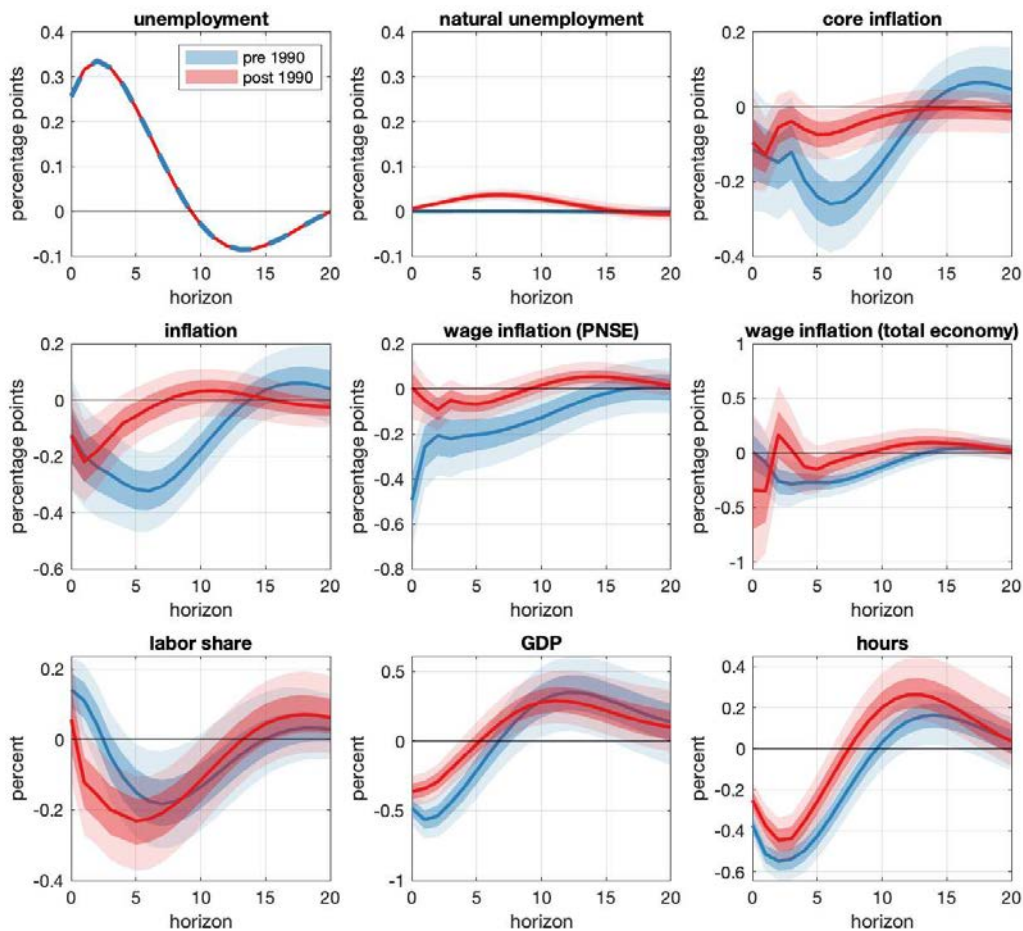 unemployment
percentage points
0.4
0.3
0.2
0.1
0
-0.1
0 5 10 15 20
horizon
pre 1990
post 1990
natural unemployment
percentage points
0.4
0.3
0.2
0.1
0
-0.1
0 5 10 15 20
horizon
core inflation
percentage points
0.2
0
-0.2
-0.4
0 5 10 15 20
horizon
inflation
percentage points
0.2
0
-0.2
-0.4
-0.6
0 5 10 15 20
horizon
wage inflation (PNSE)
percentage points
0.2
0
-0.2
-0.4
-0.6
-0.8
0 5 10 15 20
horizon
wage inflation (total economy)
percentage points
1
0.5
0
-0.5
-1
0 5 10 15 20
horizon
labor share
percent
0.2
0
-0.2
-0.4
0 5 10 15 20
horizon
GDP
percent
0.5
0
-0.5
-1
0 5 10 15 20
horizon
hours
percent
0.4
0.2
0
-0.2
-0.4
-0.6
0 5 10 15 20
horizon